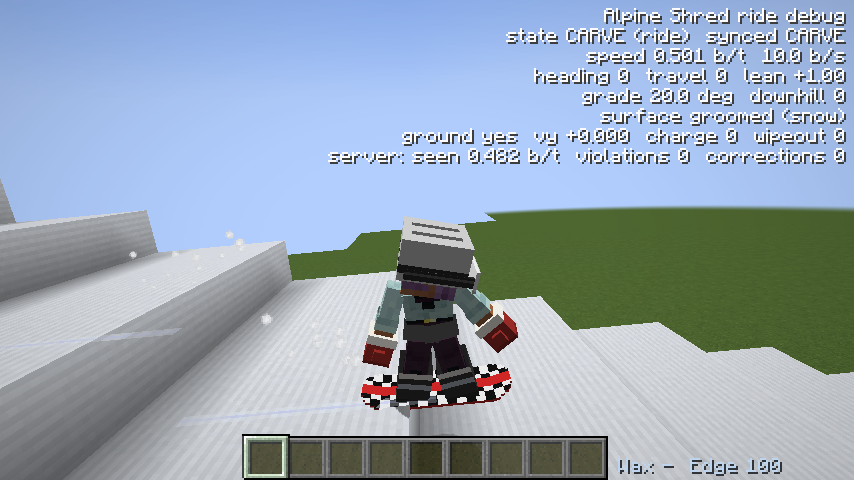 Alpine Shred ride debug
state CARVE (ride) synced CARVE
speed 0.501 b/t 10.0 b/s
heading 0 travel 0 lean +1.00
grade 20.0 deg downhill 0
surface groomed (snow)
ground yes vy +0.000 charge 0 wipeout 0
server: seen 0.482 b/t violations 0 corrections 0
Wax - Edge 100